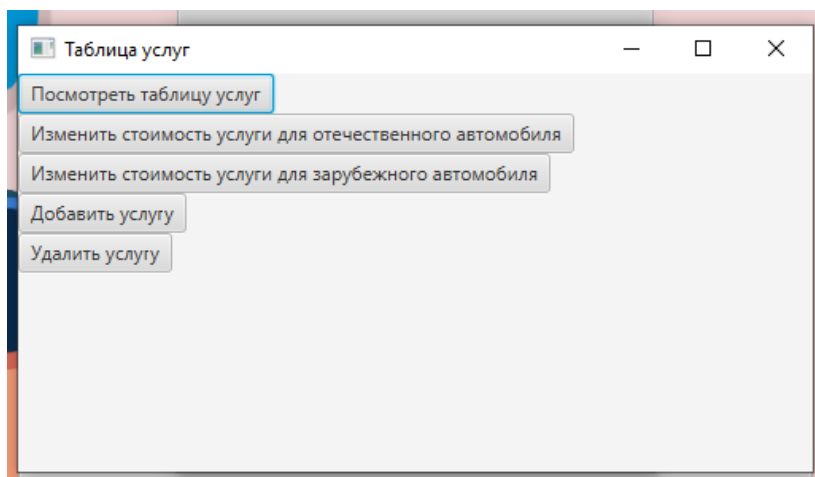 Таблица услуг
Посмотреть таблицу услуг
Изменить стоимость услуги для отечественного автомобиля
Изменить стоимость услуги для зарубежного автомобиля
Добавить услугу
Удалить услугу